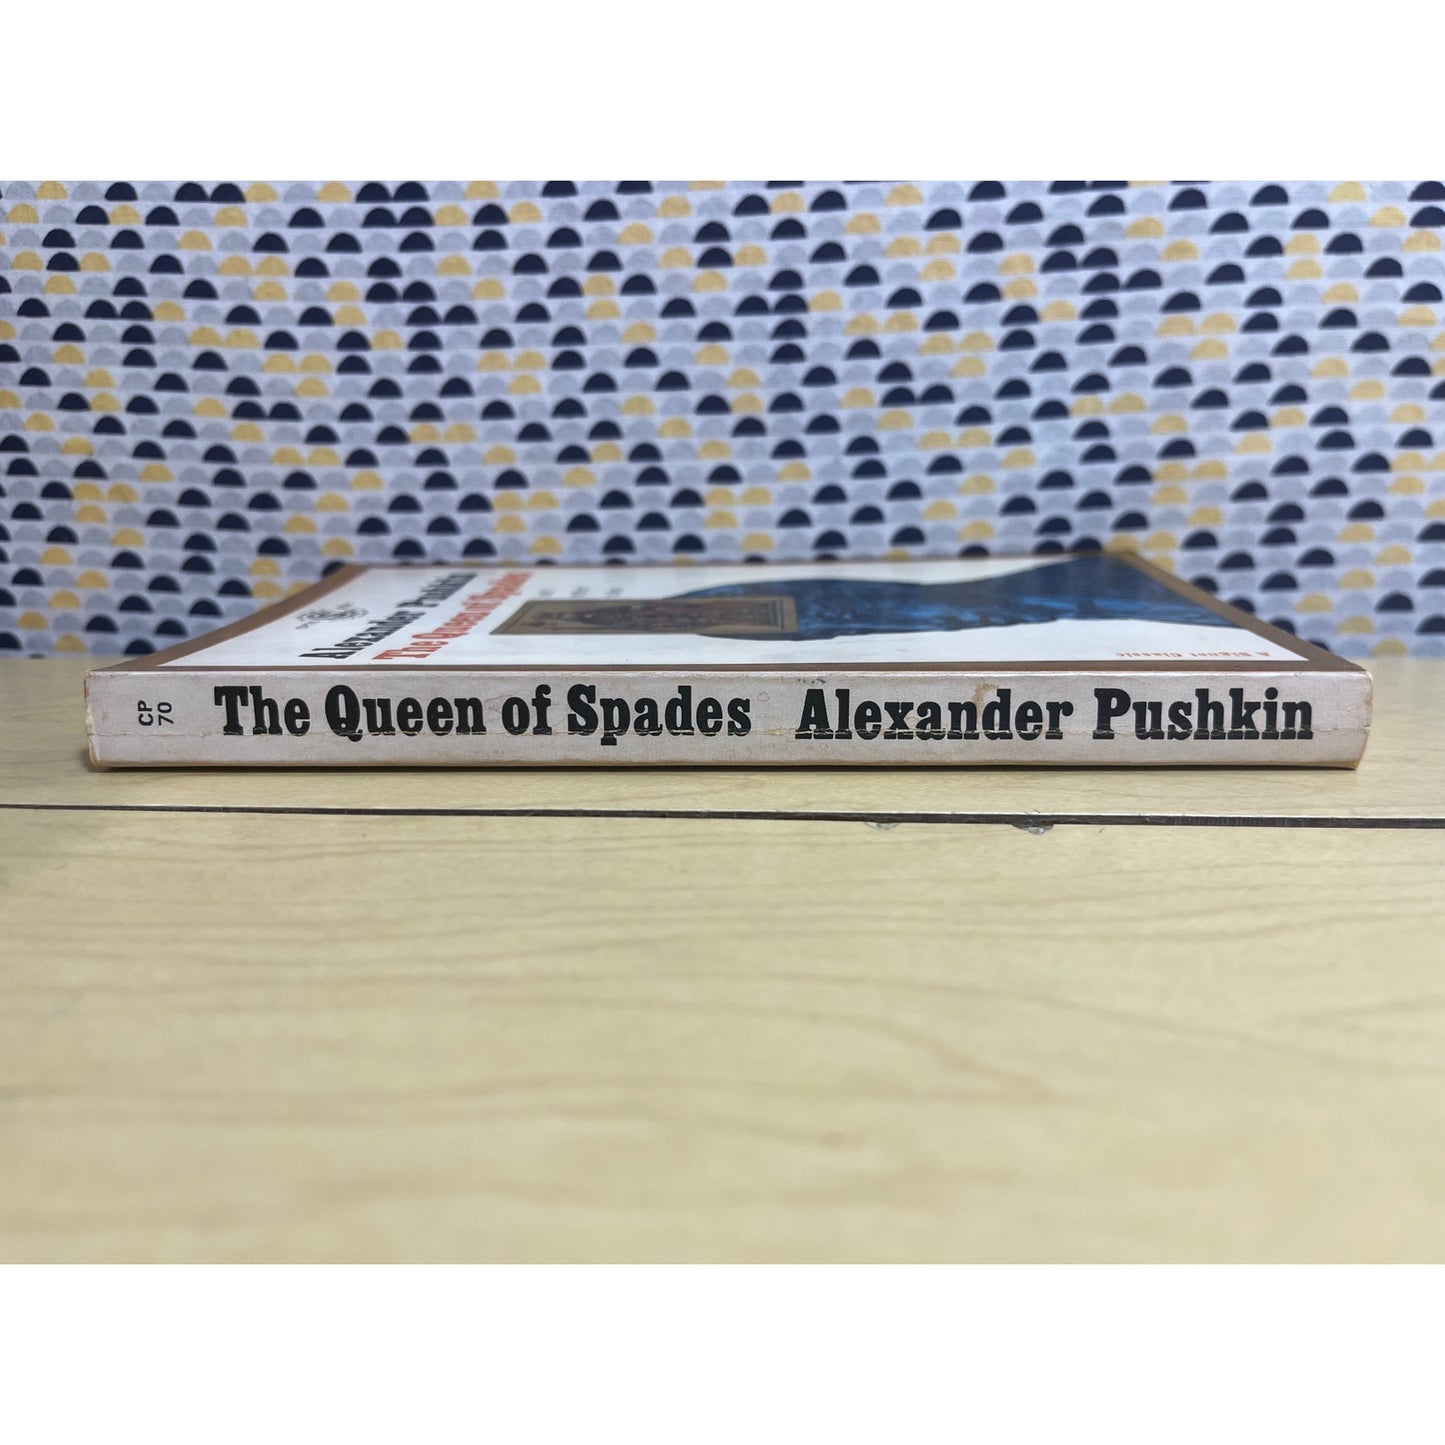 Alexander Pushkin
The Queen of Spades
A Signet Classic
CP
70
The Queen of Spades Alexander Pushkin